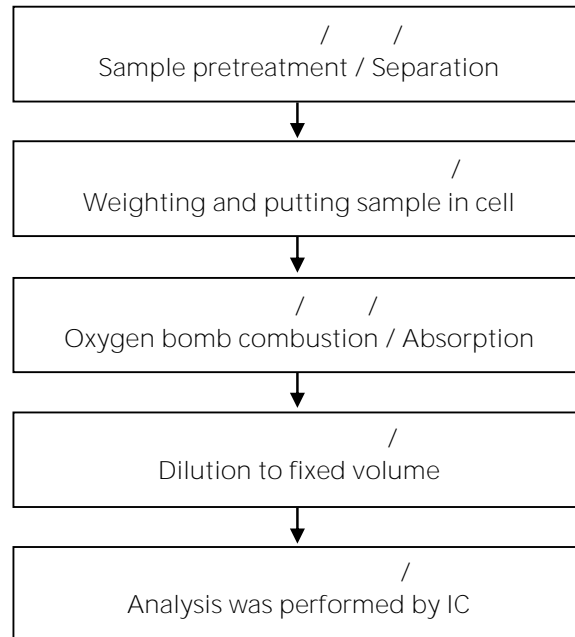 / /
Sample pretreatment / Separation
/
Weighting and putting sample in cell
/ /
Oxygen bomb combustion / Absorption
/
Dilution to fixed volume
/
Analysis was performed by IC